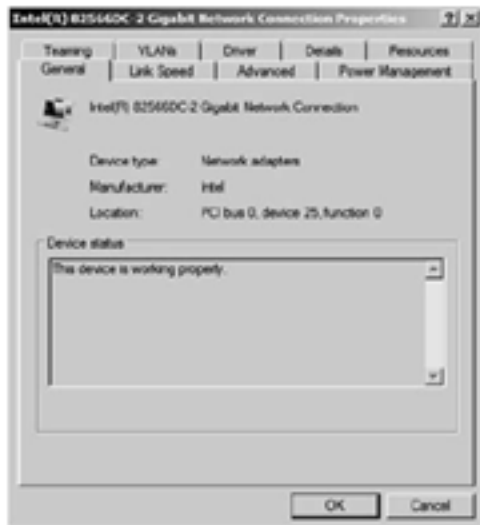 Intel(R) 82566DC-2 Gigabit Network Connection Properties
Teaming VLANs Driver Details Resources
General Link Speed Advanced Power Management
Intel(R) 82566DC-2 Gigabit Network Connection
Device type: Network adapters
Manufacturer: Intel
Location: PCI bus 0, device 25, function 0
Device status
This device is working properly.
OK Cancel